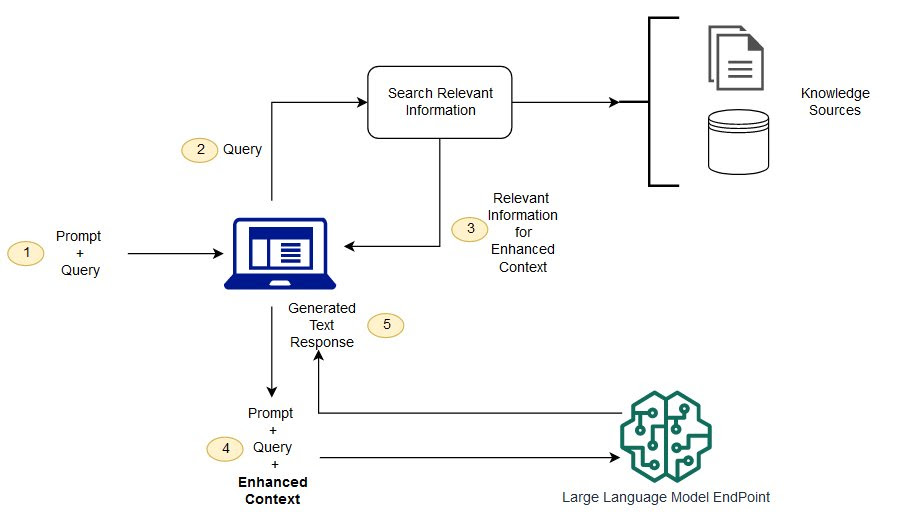 Search Relevant
Information
Knowledge
Sources
2
Query
Relevant
Information
for
Enhanced
Context
3
1
Prompt
+
Query
Generated
Text
Response
5
Prompt
+
Query
+
Enhanced
Context
4
Large Language Model EndPoint